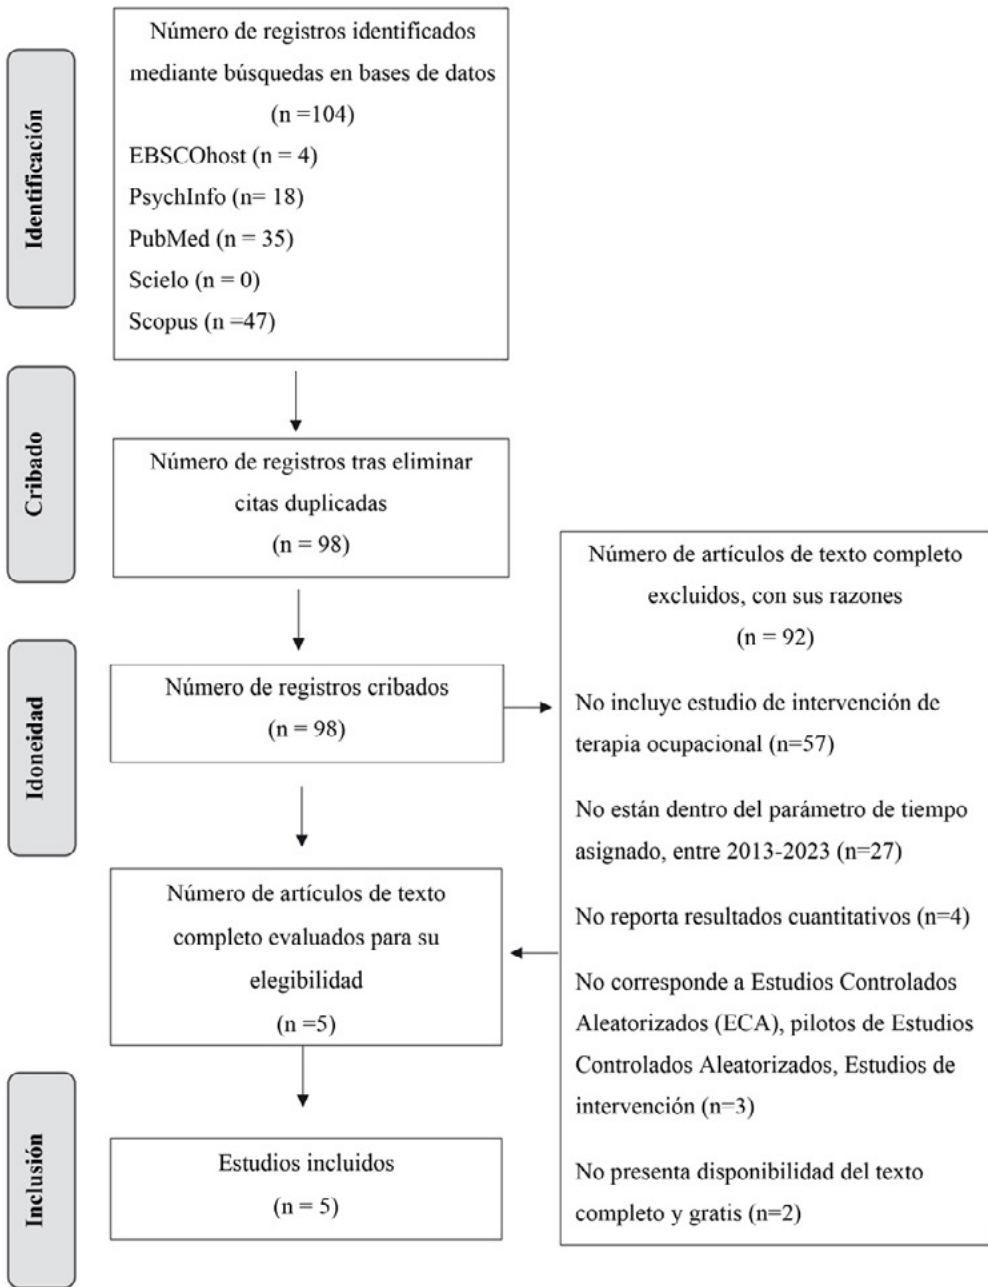 Identificación
Número de registros identificados
mediante búsquedas en bases de datos
(n =104)
EBSCOhost (n = 4)
PsychInfo (n= 18)
PubMed (n = 35)
Scielo (n = 0)
Scopus (n =47)
Cribado
Número de registros tras eliminar
citas duplicadas
(n = 98)
Idoneidad
Número de registros cribados
(n = 98)
Número de artículos de texto completo
excluidos, con sus razones
(n = 92)
No incluye estudio de intervención de
terapia ocupacional (n=57)
No están dentro del parámetro de tiempo
asignado, entre 2013-2023 (n=27)
No reporta resultados cuantitativos (n=4)
No corresponde a Estudios Controlados
Aleatorizados (ECA), pilotos de Estudios
Controlados Aleatorizados, Estudios de
intervención (n=3)
No presenta disponibilidad del texto
completo y gratis (n=2)
Número de artículos de texto
completo evaluados para su
elegibilidad
(n =5)
Inclusión
Estudios incluidos
(n = 5)